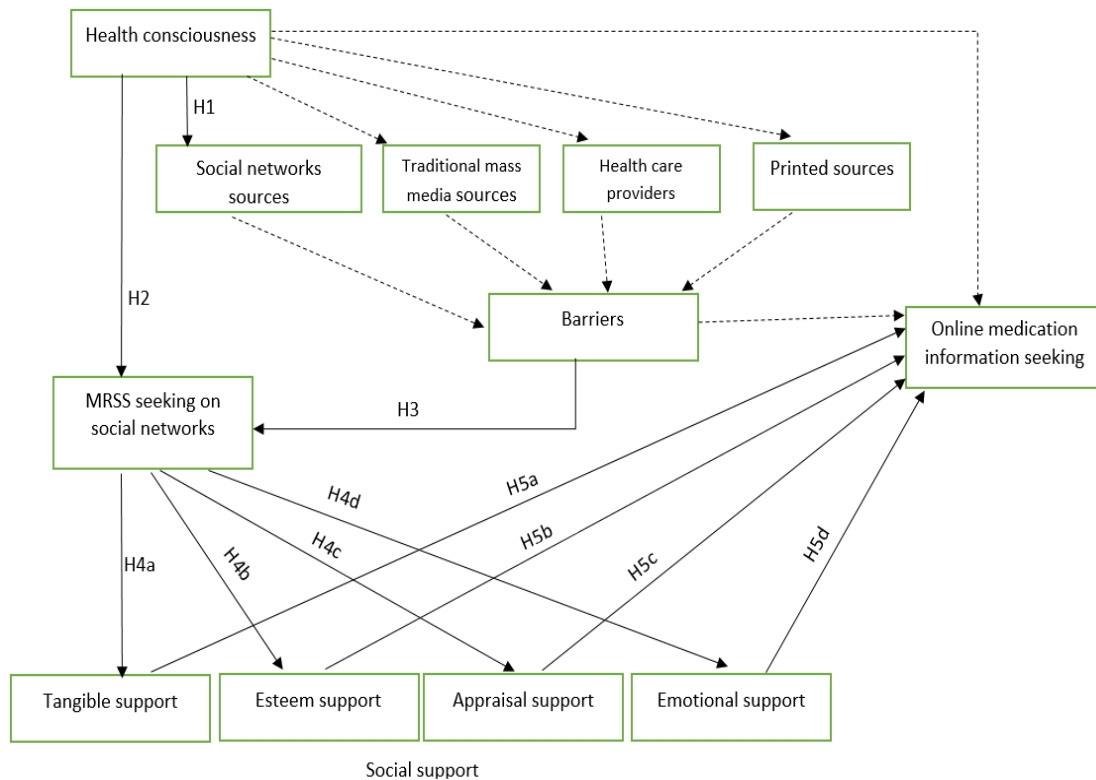 Health consciousness
H1
Social networks
sources
Traditional mass
media sources
Health care
providers
Printed sources
H2
Barriers
Online medication
information seeking
MRSS seeking on
social networks
H3
H4a
H4b
H4c
H4d
H5a
H5b
H5c
H5d
Tangible support
Esteem support
Appraisal support
Emotional support
Social support